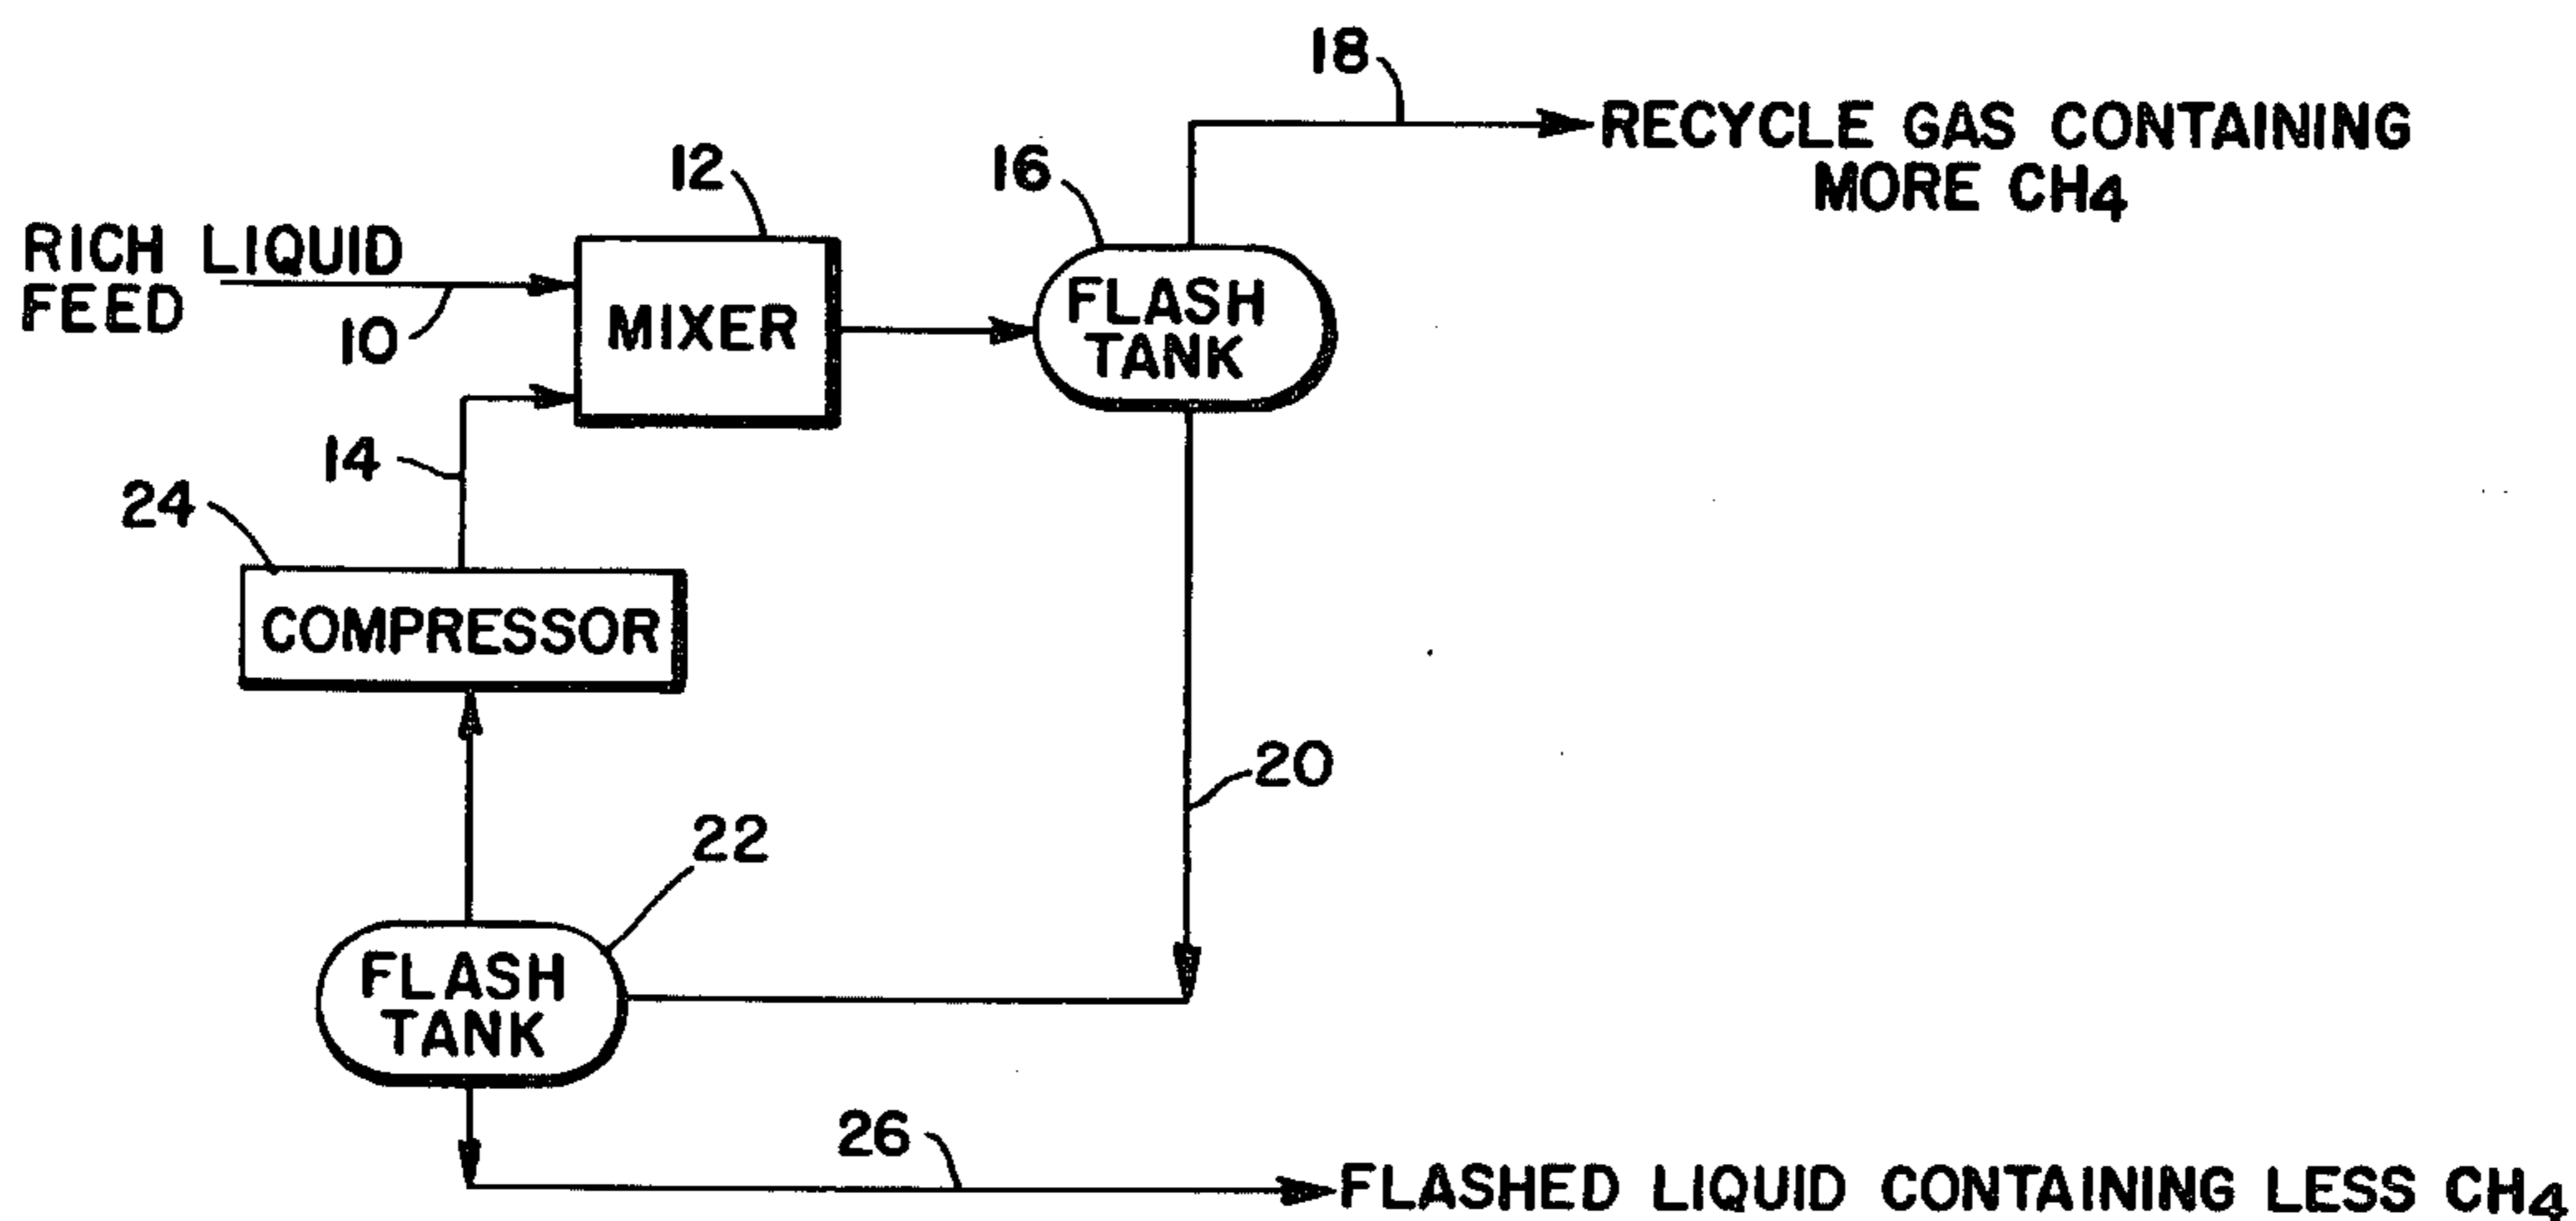 18
RECYCLE GAS CONTAINING
MORE CH4
12
16
RICH LIQUID
FEED
10
MIXER
FLASH
TANK
14
24
COMPRESSOR
20
22
FLASH
TANK
26
FLASHED LIQUID CONTAINING LESS CH4